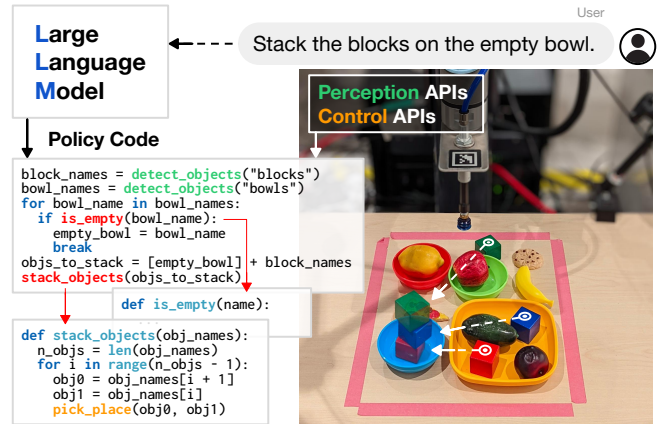 User
Stack the blocks on the empty bowl.
Large
Language
Model
Perception APIs
Control APIs
Policy Code
block_names = detect_objects("blocks")
bowl_names = detect_objects("bowls")
for bowl_name in bowl_names:
if is_empty(bowl_name):
empty_bowl = bowl_name
break
objs_to_stack = [empty_bowl] + block_names
stack_objects(objs_to_stack)
def is_empty(name):
...
def stack_objects(obj_names):
n_objs = len(obj_names)
for i in range(n_objs - 1):
obj0 = obj_names[i + 1]
obj1 = obj_names[i]
pick_place(obj0, obj1)